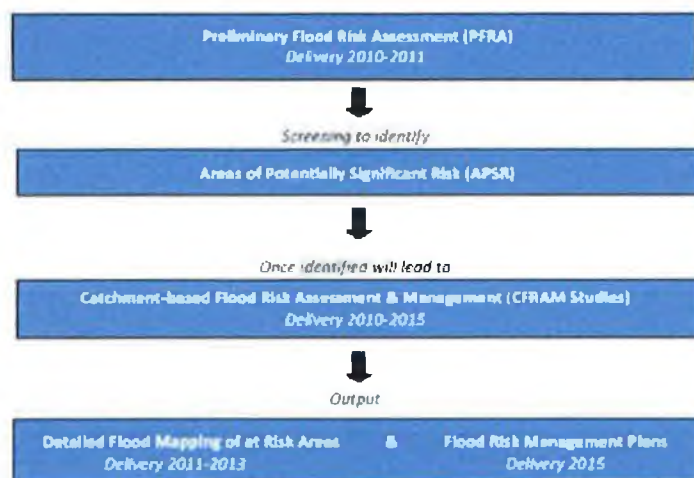 Preliminary Flood Risk Assessment (PFRA)
Delivery 2010-2011
Screening to identify
Areas of Potentially Significant Risk (APSR)
Once identified will lead to
Catchment-based Flood Risk Assessment & Management (CFRAM Studies)
Delivery 2010-2015
Output
Detailed Flood Mapping of at Risk Areas & Flood Risk Management Plans
Delivery 2011-2013 Delivery 2015